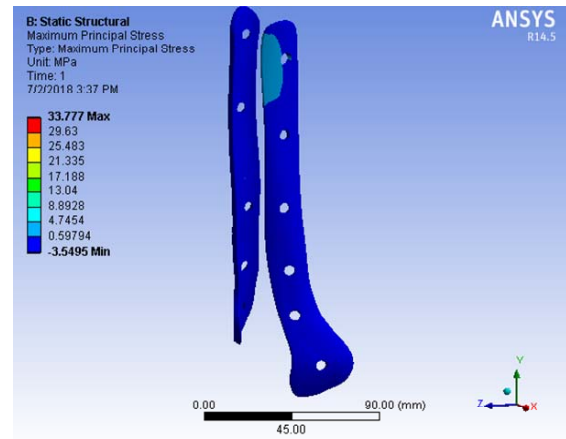 B: Static Structural
Maximum Principal Stress
Type: Maximum Principal Stress
Unit: MPa
Time: 1
7/2/2018 3:37 PM
33.777 Max
29.63
25.483
21.335
17.188
13.04
8.8928
4.7454
0.59794
-3.5495 Min
ANSYS
R14.5
0.00 90.00 (mm)
45.00
Y
Z X